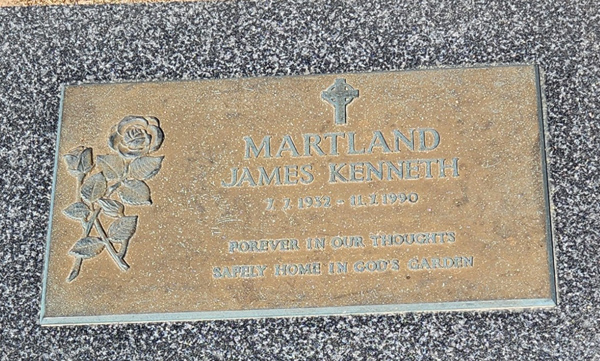 MARTLAND
JAMES KENNETH
7. 7. 1932 - 11.7.1990
FOREVER IN OUR THOUGHTS
SAFELY HOME IN GOD'S GARDEN